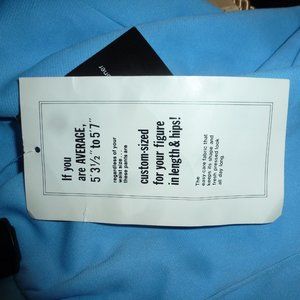 If you
are AVERAGE,
5' 3½" to 5' 7"
regardless of your
waist size . . .
these pants are
custom-sized
for your figure
in length & hips!
The
easy-care fabric that
keeps its shape and
fresh pressed look
all day long.